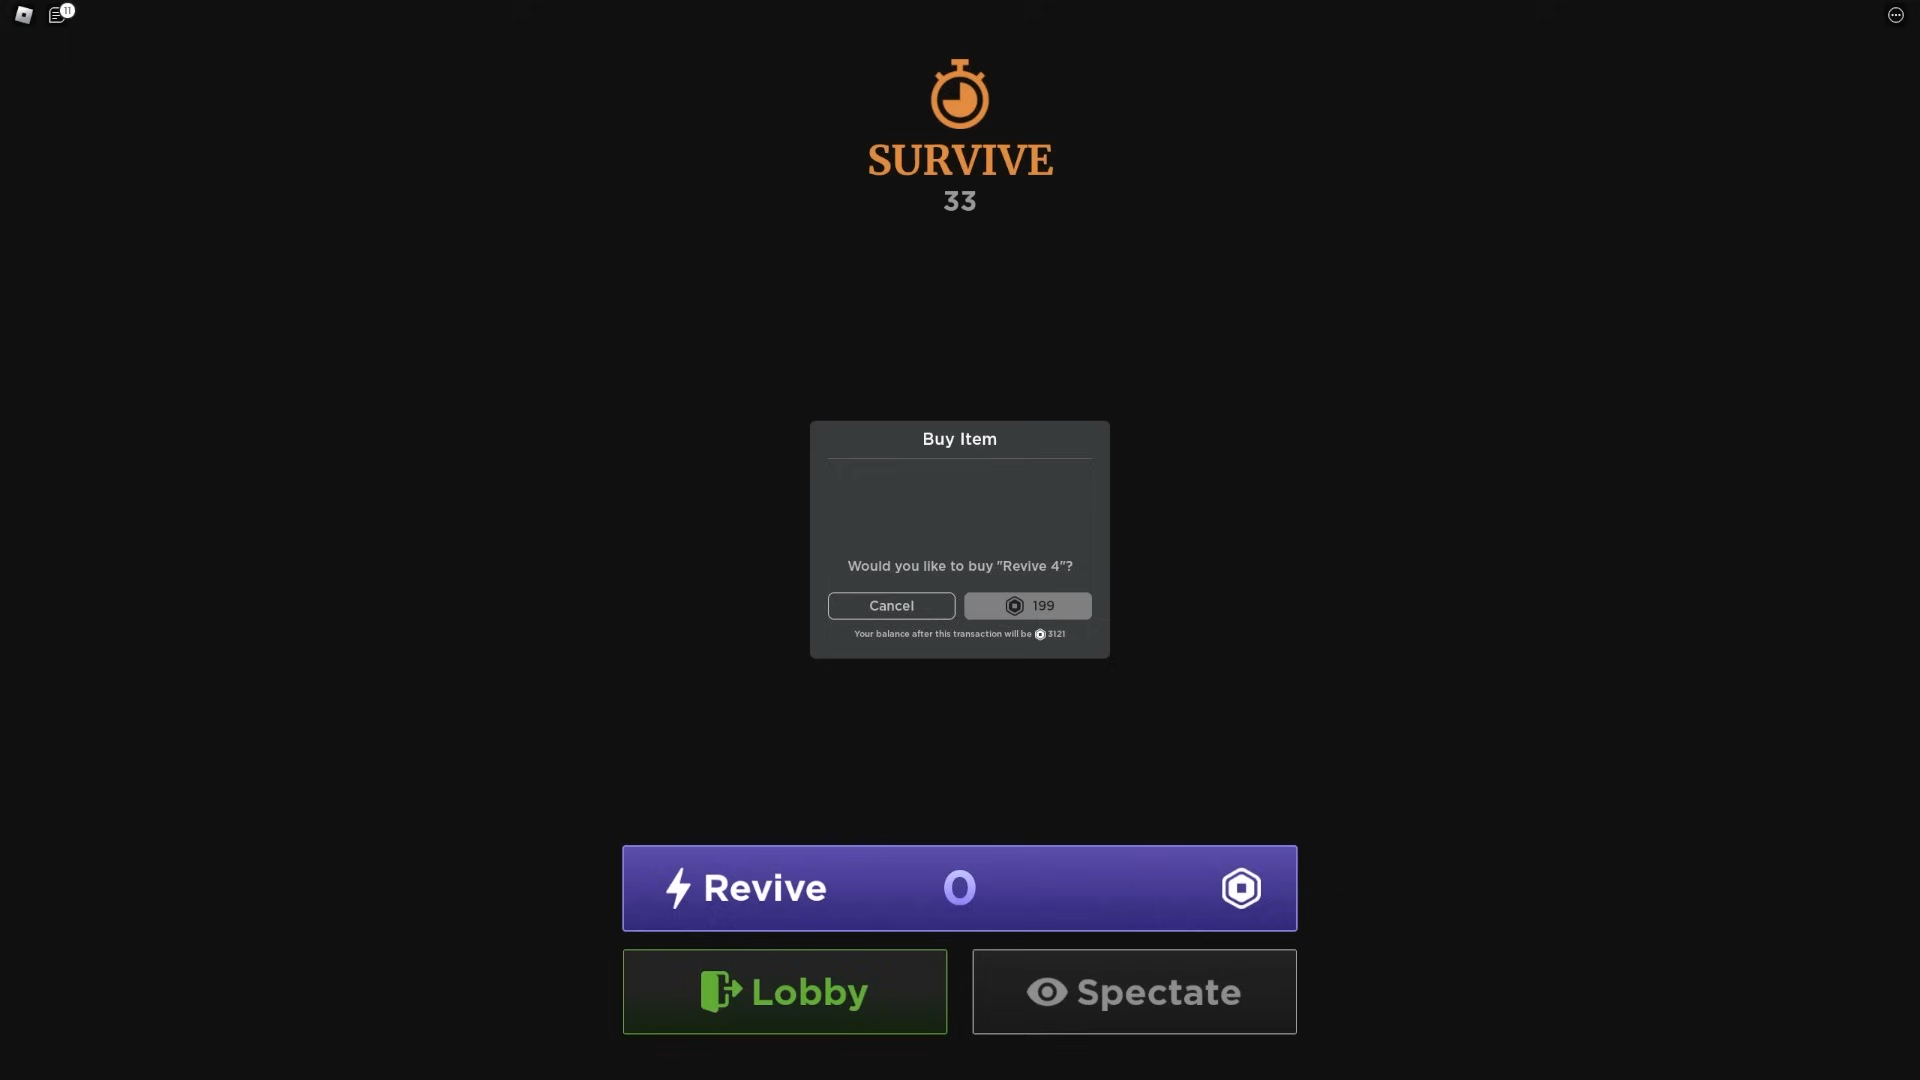 11
SURVIVE
33
Buy Item
Would you like to buy "Revive 4"?
Cancel
199
Your balance after this transaction will be 3121
Revive 0
Lobby
Spectate